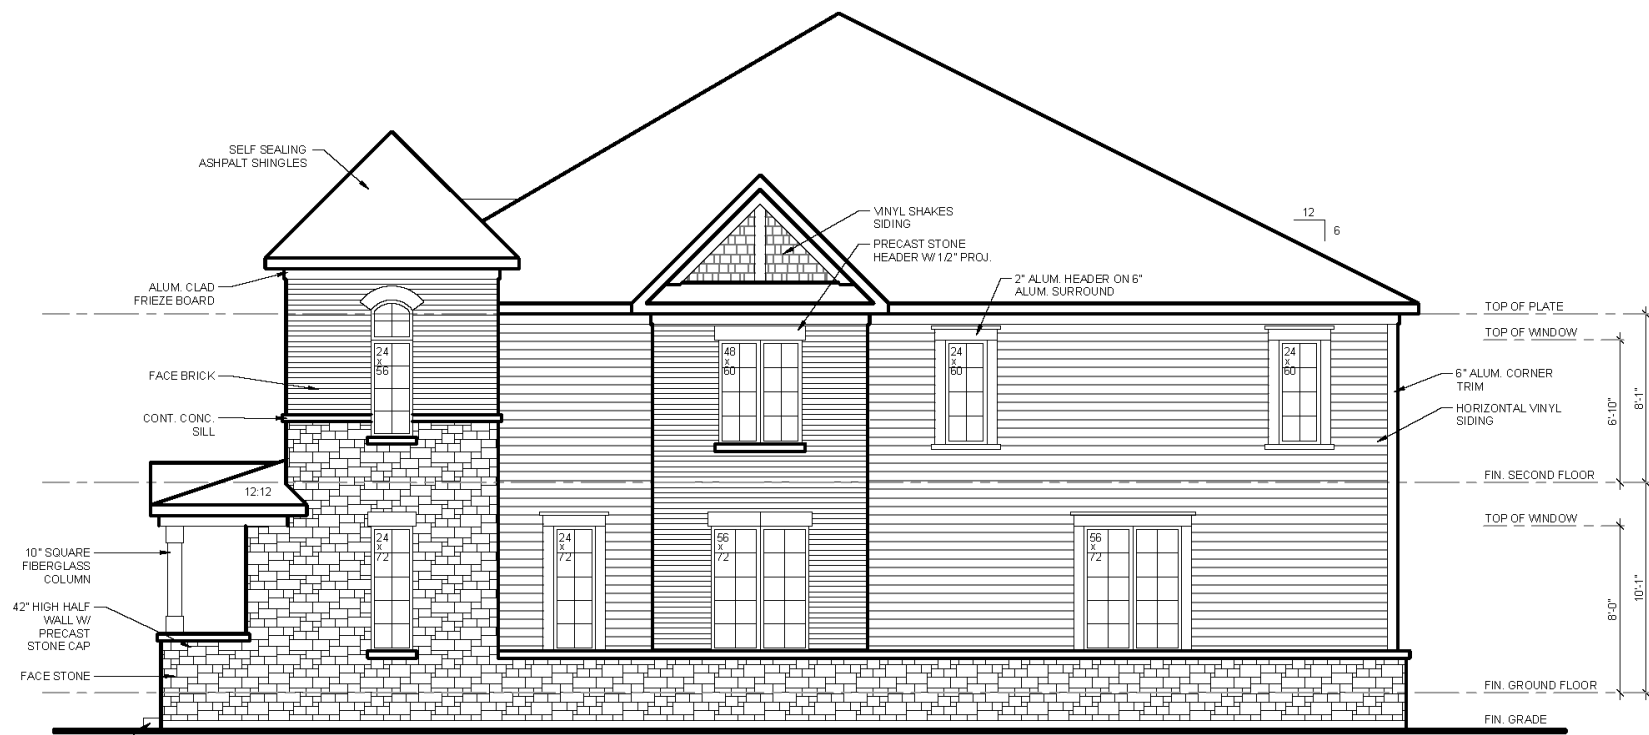 SELF SEALING
ASHPALT SHINGLES
VINYL SHAKES
SIDING
12
6
PRECAST STONE
HEADER W/ 1/2" PROJ.
2" ALUM. HEADER ON 6"
ALUM. SURROUND
ALUM. CLAD
FRIEZE BOARD
TOP OF PLATE
TOP OF WINDOW
24
x
56
48
x
60
24
x
60
24
x
60
FACE BRICK
6" ALUM. CORNER
TRIM
6'-10"
8'-1"
CONT. CONC.
SILL
HORIZONTAL VINYL
SIDING
FIN. SECOND FLOOR
12:12
TOP OF WINDOW
24
x
72
24
x
72
56
x
72
56
x
72
10" SQUARE
FIBERGLASS
COLUMN
8'-0"
10'-1"
42" HIGH HALF
WALL W/
PRECAST
STONE CAP
FACE STONE
FIN. GROUND FLOOR
FIN. GRADE